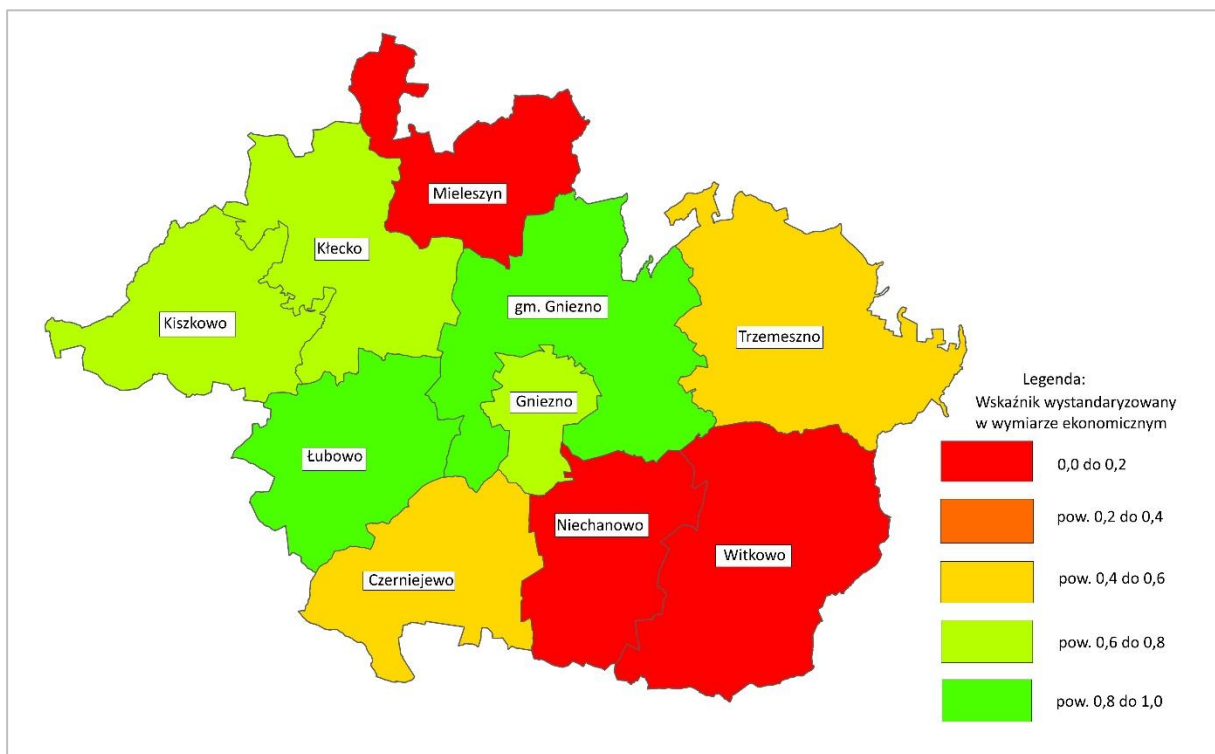 Mieleszyn
Kłecko
gm. Gniezno
Kiszkowo
Trzemeszno
Gniezno
Łubowo
Niechanowo
Witkowo
Czerniejewo
Legenda:
Wskaźnik wystandaryzowany
w wymiarze ekonomicznym
0,0 do 0,2
pow. 0,2 do 0,4
pow. 0,4 do 0,6
pow. 0,6 do 0,8
pow. 0,8 do 1,0